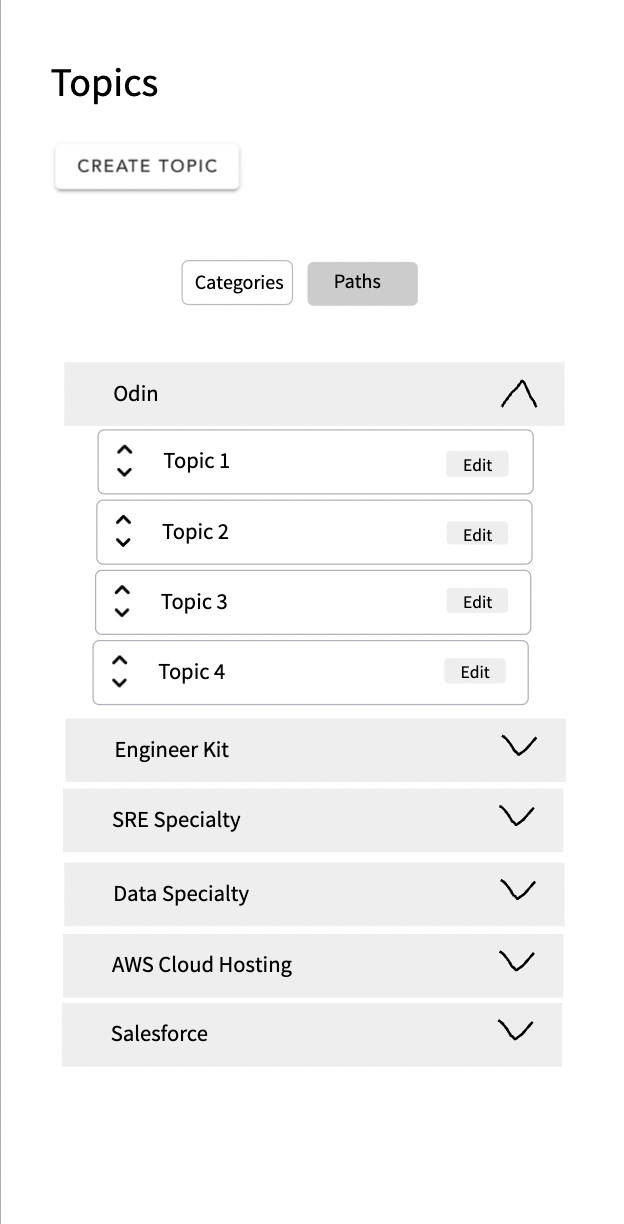 Topics
CREATE TOPIC
Categories Paths
Odin
Topic 1 Edit
Topic 2 Edit
Topic 3 Edit
Topic 4 Edit
Engineer Kit
SRE Specialty
Data Specialty
AWS Cloud Hosting
Salesforce